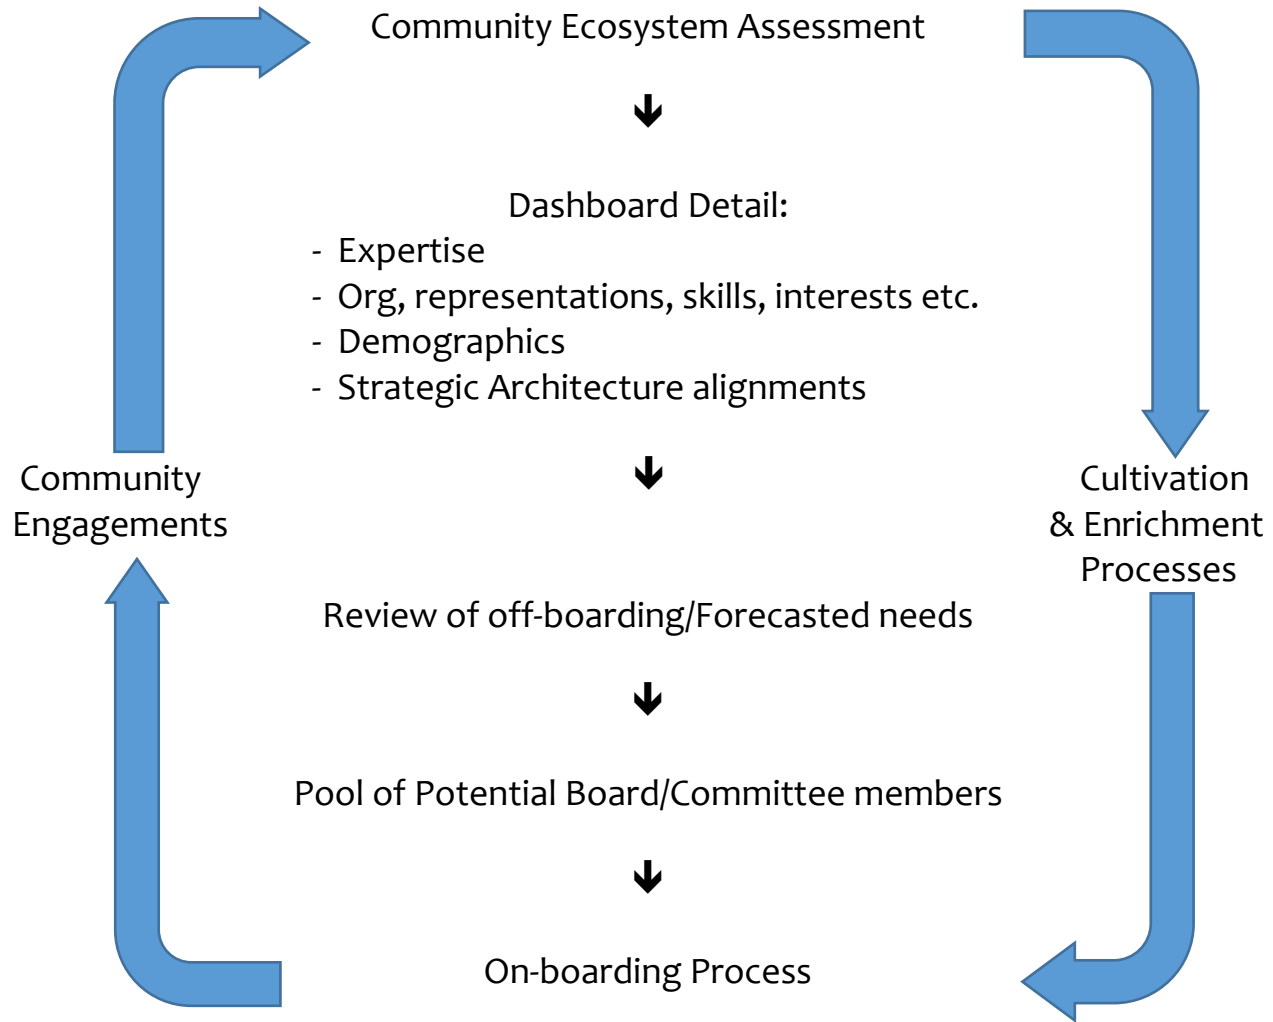 Community Ecosystem Assessment
Dashboard Detail:
- Expertise
- Org, representations, skills, interests etc.
- Demographics
- Strategic Architecture alignments
Community
Engagements
Cultivation
& Enrichment
Processes
Review of off-boarding/Forecasted needs
Pool of Potential Board/Committee members
On-boarding Process